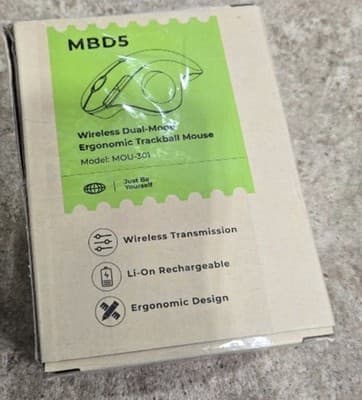 MBD5
Wireless Dual-Mode
Ergonomic Trackball Mouse
Model: MOU-301
Just Be
Yourself
Wireless Transmission
Li-On Rechargeable
Ergonomic Design